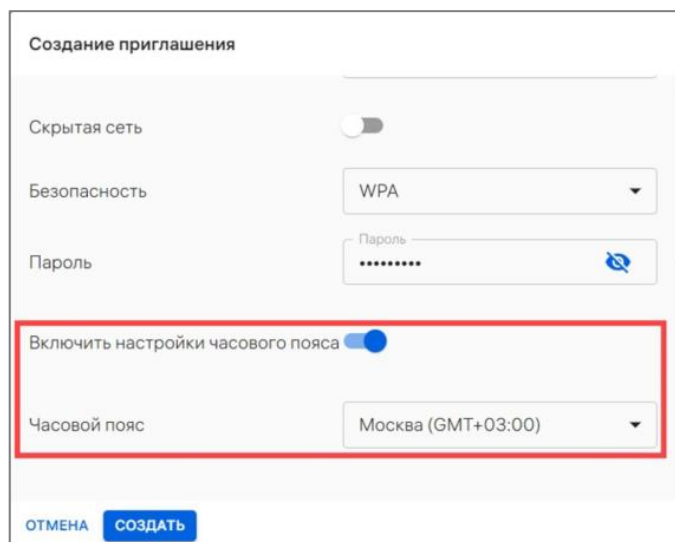 Создание приглашения
Скрытая сеть
Безопасность WPA
Пароль
Пароль •••••••••
Включить настройки часового пояса
Часовой пояс Москва (GMT+03:00)
ОТМЕНА СОЗДАТЬ